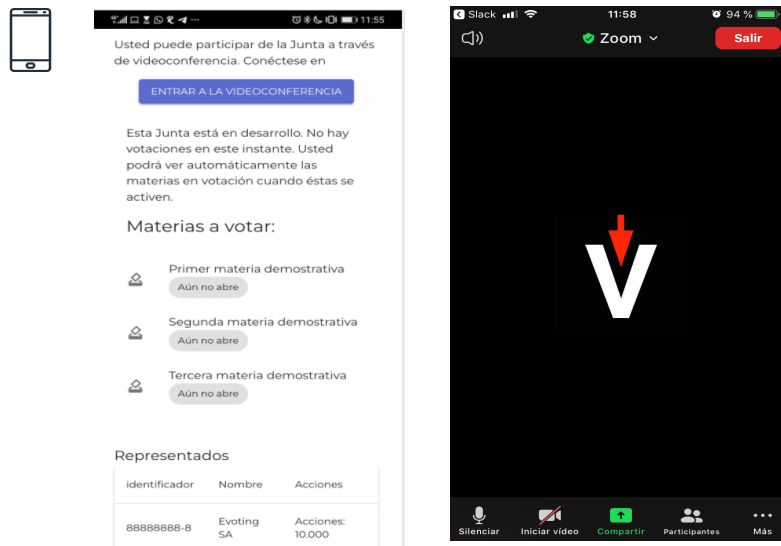 11:55
Usted puede participar de la Junta a través
de videoconferencia. Conéctese en
ENTRAR A LA VIDEOCONFERENCIA
Esta Junta está en desarrollo. No hay
votaciones en este instante. Usted
podrá ver automáticamente las
materias en votación cuando éstas se
activen.
Materias a votar:
Primer materia demostrativa
Aún no abre
Segunda materia demostrativa
Aún no abre
Tercera materia demostrativa
Aún no abre
Representados
identificador Nombre Acciones
88888888-8 Evoting SA Acciones: 10.000
Slack 11:58 94 %
Zoom Salir
V
Silenciar Iniciar vídeo Compartir Participantes Más